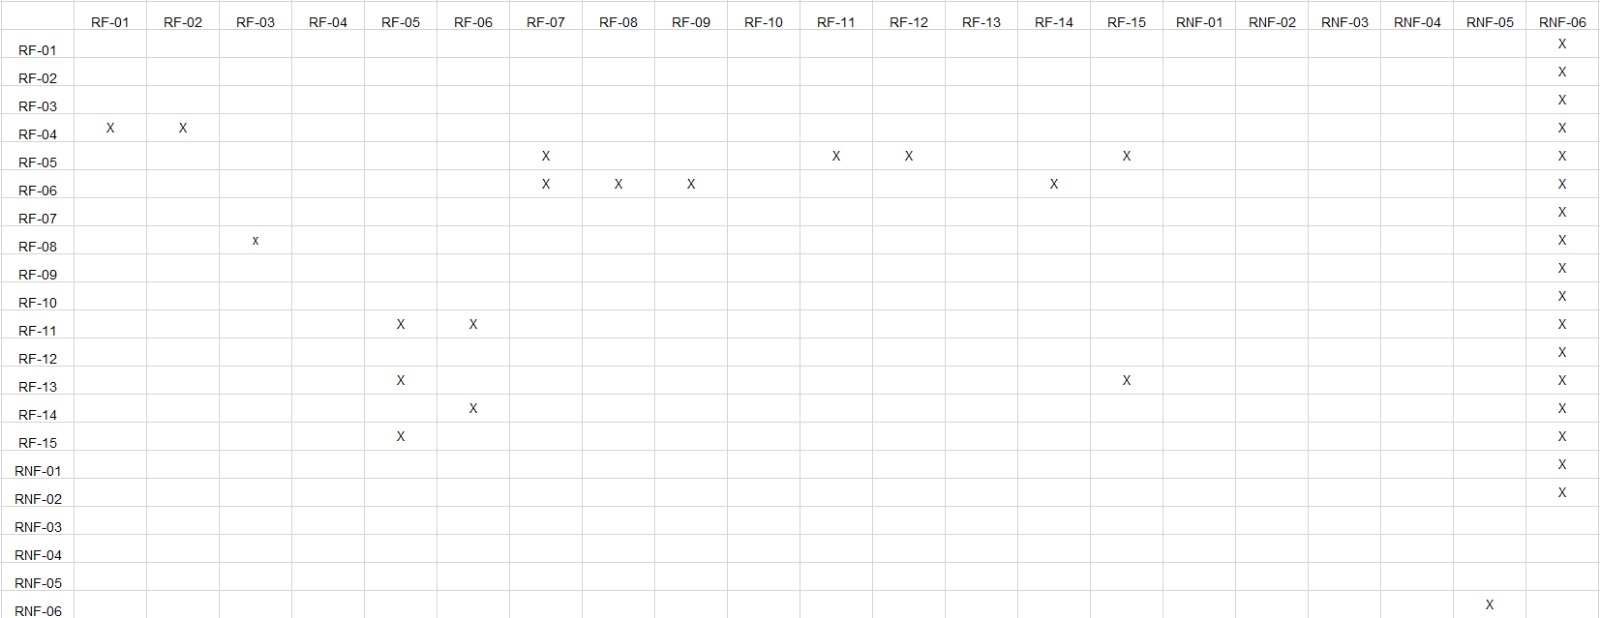 RF-01 RF-02 RF-03 RF-04 RF-05 RF-06 RF-07 RF-08 RF-09 RF-10 RF-11 RF-12 RF-13 RF-14 RF-15 RNF-01 RNF-02 RNF-03 RNF-04 RNF-05 RNF-06
RF-01 X
RF-02 X
RF-03 X
RF-04 X X X
RF-05 X X X X X
RF-06 X X X X X
RF-07 X
RF-08 x X
RF-09 X
RF-10 X
RF-11 X X X
RF-12 X
RF-13 X X X
RF-14 X X
RF-15 X X
RNF-01 X
RNF-02 X
RNF-03
RNF-04
RNF-05
RNF-06 X